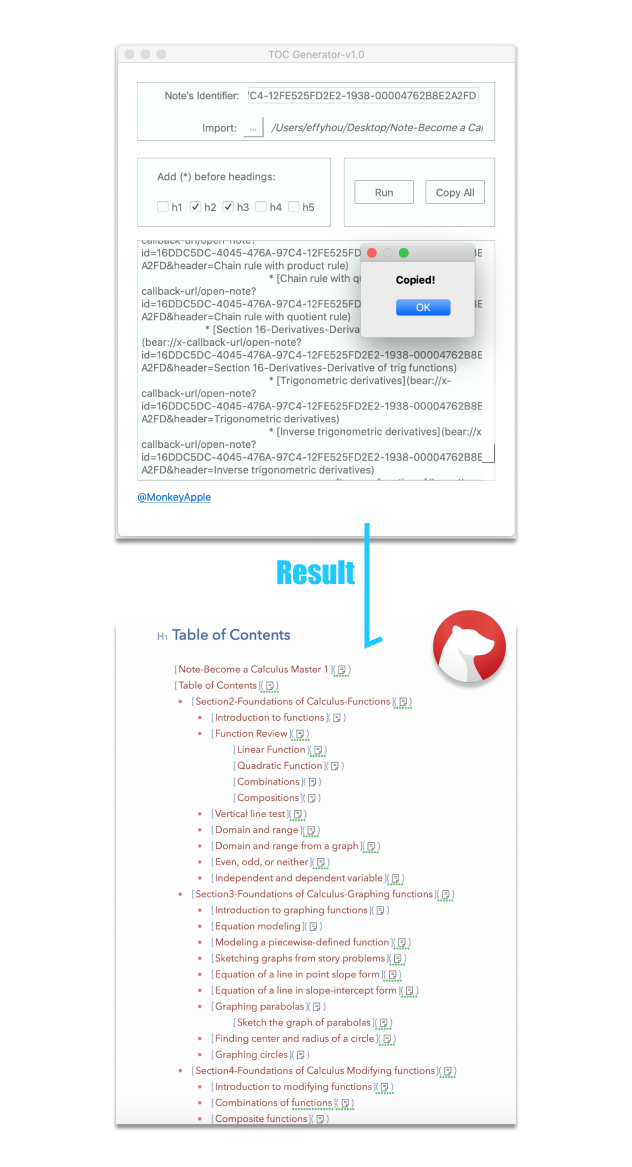 TOC Generator-v1.0
Note's Identifier: 'C4-12FE525FD2E2-1938-00004762B8E2A2FD
Import: ... /Users/effyhou/Desktop/Note-Become a Cal
Add (*) before headings:
h1 h2 h3 h4 h5
Run Copy All
callback-url/open-note?
id=16DDC5DC-4045-476A-97C4-12FE525FD
A2FD&header=Chain rule with product rule)
* [Chain rule with qu
callback-url/open-note?
id=16DDC5DC-4045-476A-97C4-12FE525FD
A2FD&header=Chain rule with quotient rule)
* [Section 16-Derivatives-Deriva
(bear://x-callback-url/open-note?
id=16DDC5DC-4045-476A-97C4-12FE525FD2E2-1938-00004762B8E
A2FD&header=Section 16-Derivatives-Derivative of trig functions)
* [Trigonometric derivatives](bear://x-
callback-url/open-note?
id=16DDC5DC-4045-476A-97C4-12FE525FD2E2-1938-00004762B8E
A2FD&header=Trigonometric derivatives)
* [Inverse trigonometric derivatives](bear://x
callback-url/open-note?
id=16DDC5DC-4045-476A-97C4-12FE525FD2E2-1938-00004762B8E
A2FD&header=Inverse trigonometric derivatives)
Copied!
OK
@MonkeyApple
Result
H1 Table of Contents
[Note-Become a Calculus Master 1]()
[Table of Contents]()
• [Section2-Foundations of Calculus-Functions]()
• [Introduction to functions]()
• [Function Review]()
[Linear Function]()
[Quadratic Function]()
[Combinations]()
[Compositions]()
• [Vertical line test]()
• [Domain and range]()
• [Domain and range from a graph]()
• [Even, odd, or neither]()
• [Independent and dependent variable]()
• [Section3-Foundations of Calculus-Graphing functions]()
• [Introduction to graphing functions]()
• [Equation modeling]()
• [Modeling a piecewise-defined function]()
• [Sketching graphs from story problems]()
• [Equation of a line in point slope form]()
• [Equation of a line in slope-intercept form]()
• [Graphing parabolas]()
[Sketch the graph of parabolas]()
• [Finding center and radius of a circle]()
• [Graphing circles]()
• [Section4-Foundations of Calculus Modifying functions]()
• [Introduction to modifying functions]()
• [Combinations of functions]()
• [Composite functions]()